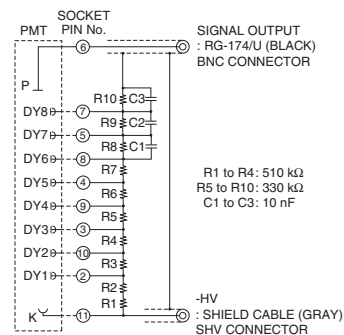 SOCKET
PIN No.
PMT
SIGNAL OUTPUT
: RG-174/U (BLACK)
BNC CONNECTOR
6
P
R10 C3
DY8 7
R9 C2
DY7 5
R8 C1
DY6 8
R7
DY5 4
R6
DY4 9
R5
DY3 3
R4
DY2 10
R3
DY1 2
R2
R1
K 11
R1 to R4: 510 kΩ
R5 to R10: 330 kΩ
C1 to C3: 10 nF
-HV
: SHIELD CABLE (GRAY)
SHV CONNECTOR